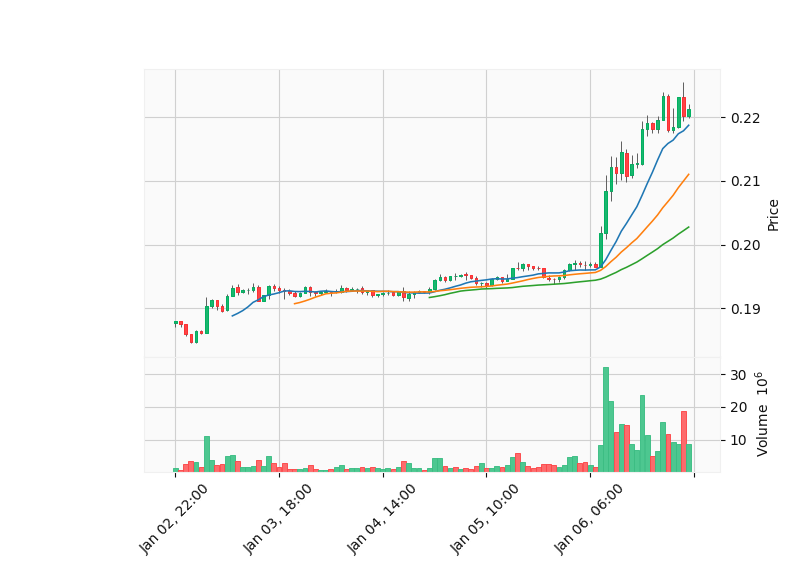 0.22
0.21
0.20
0.19
Price
30
20
10
Volume 10^6
Jan 02, 22:00
Jan 03, 18:00
Jan 04, 14:00
Jan 05, 10:00
Jan 06, 06:00